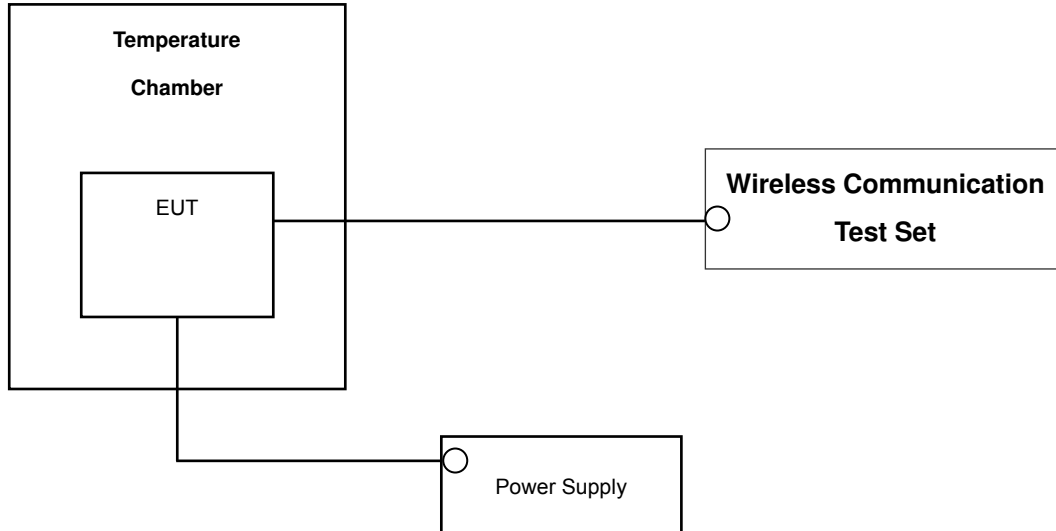 Temperature
Chamber
EUT
Wireless Communication
Test Set
Power Supply